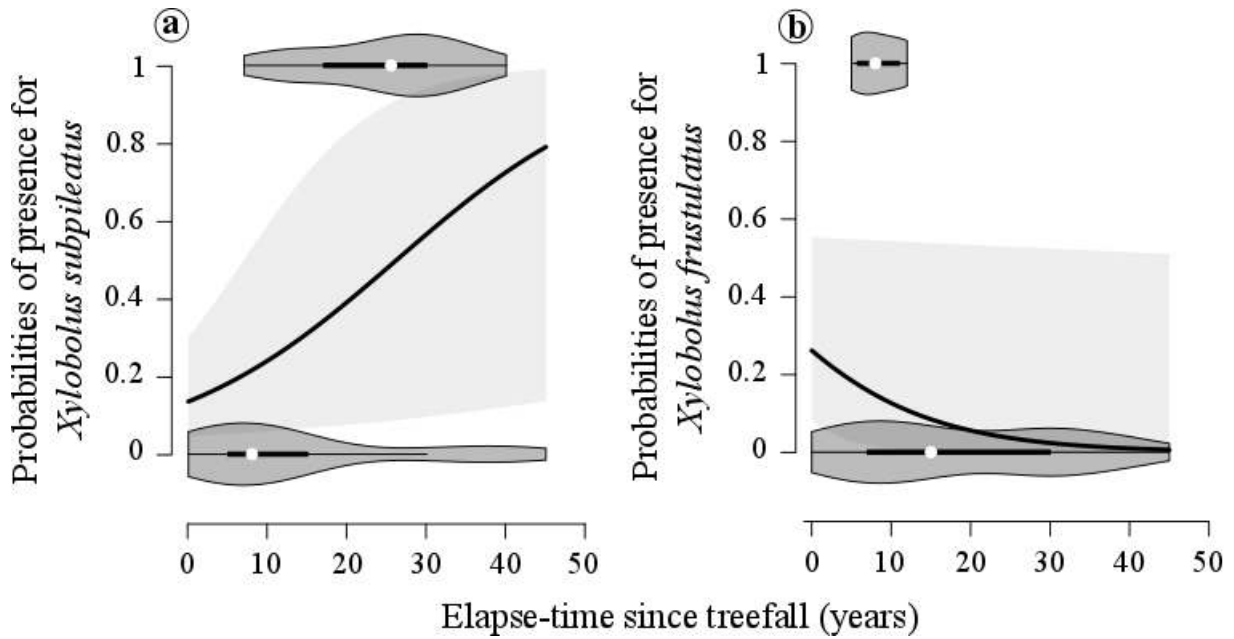 a
Probabilities of presence for
Xylobolus subpileatus
1
0.8
0.6
0.4
0.2
0
0 10 20 30 40 50
b
Probabilities of presence for
Xylobolus frustulatus
1
0.8
0.6
0.4
0.2
0
0 10 20 30 40 50
Elapse-time since treefall (years)